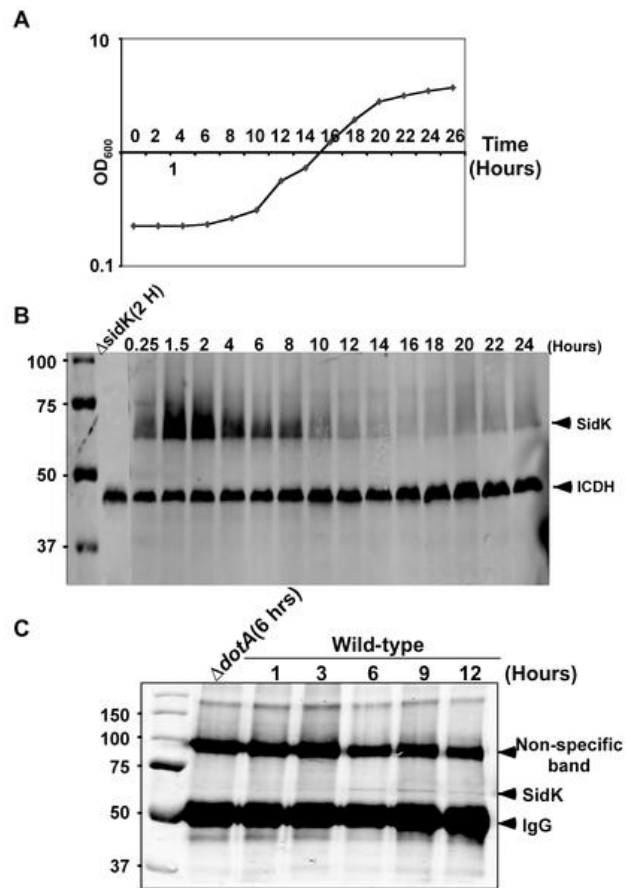 A
10
0 2 4 6 8 10 12 14 16 18 20 22 24 26
Time
(Hours)
1
OD600
0.1
B
ΔsidK(2 H)
0.25 1.5 2 4 6 8 10 12 14 16 18 20 22 24 (Hours)
100
75
SidK
50
ICDH
37
C
ΔdotA(6 hrs)
Wild-type
1 3 6 9 12 (Hours)
150
100
Non-specific
band
75
SidK
50
IgG
37